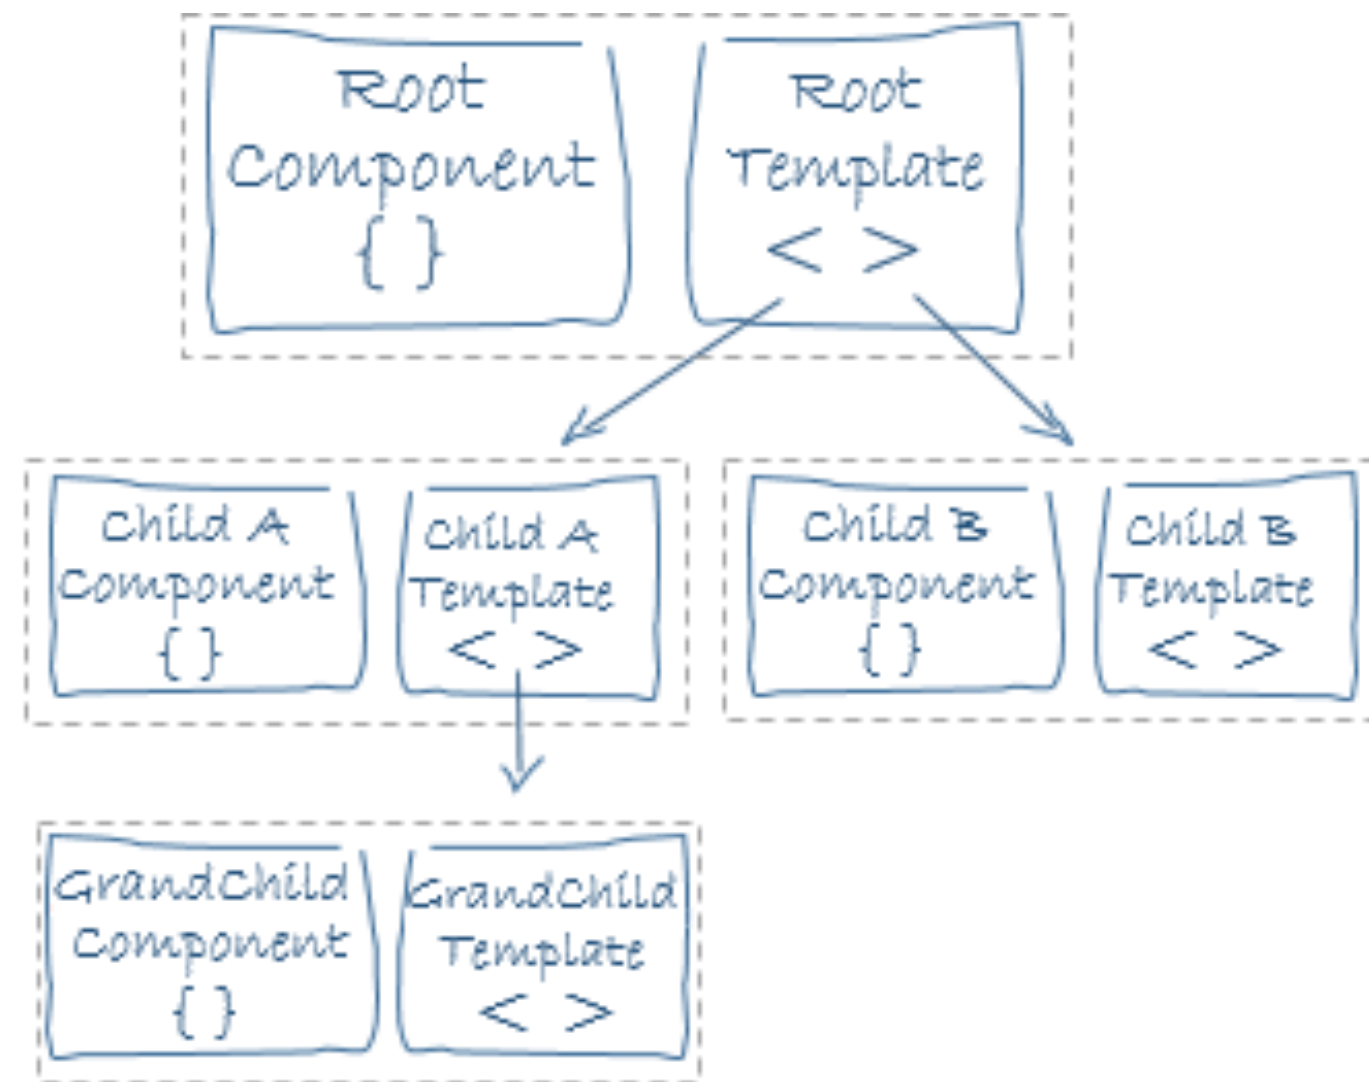 Root
Component
{ }
Root
Template
< >
Child A
Component
{ }
Child A
Template
< >
Child B
Component
{ }
Child B
Template
< >
GrandChild
Component
{ }
GrandChild
Template
< >